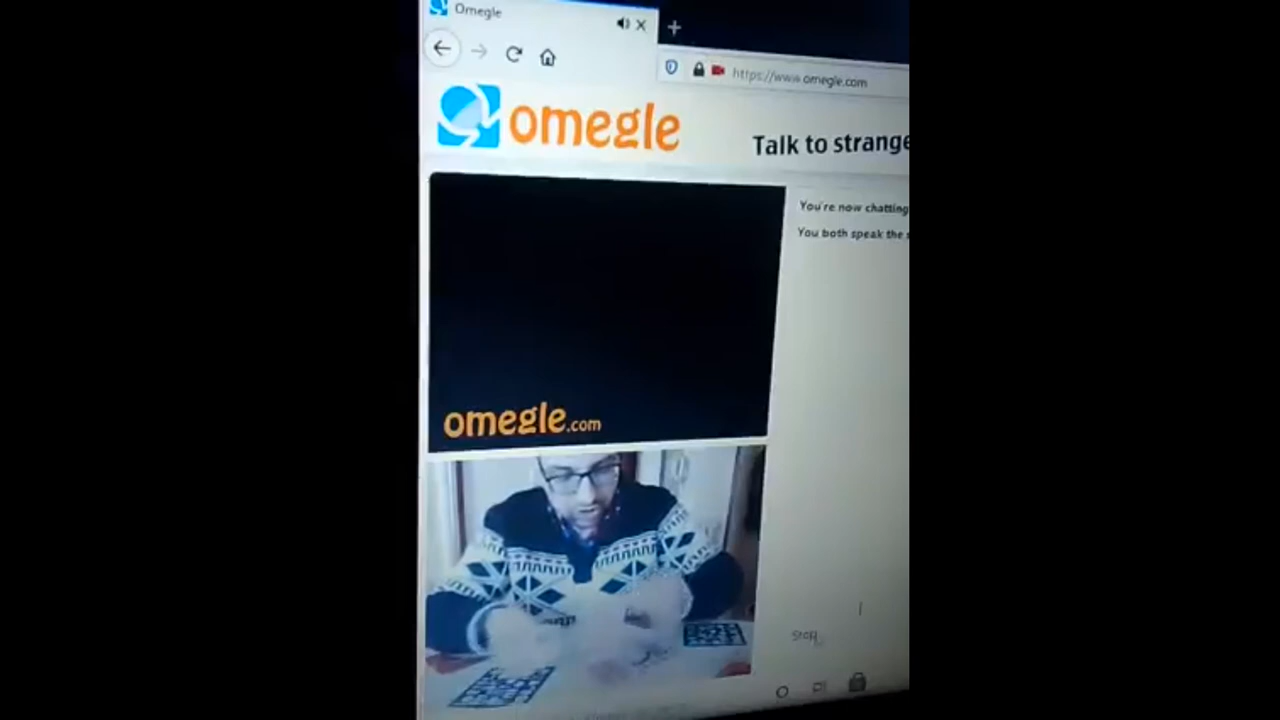 Omegle
https://www.omegle.com
omegle
Talk to strange
You're now chatting
You both speak the s
omegle.com
Stop